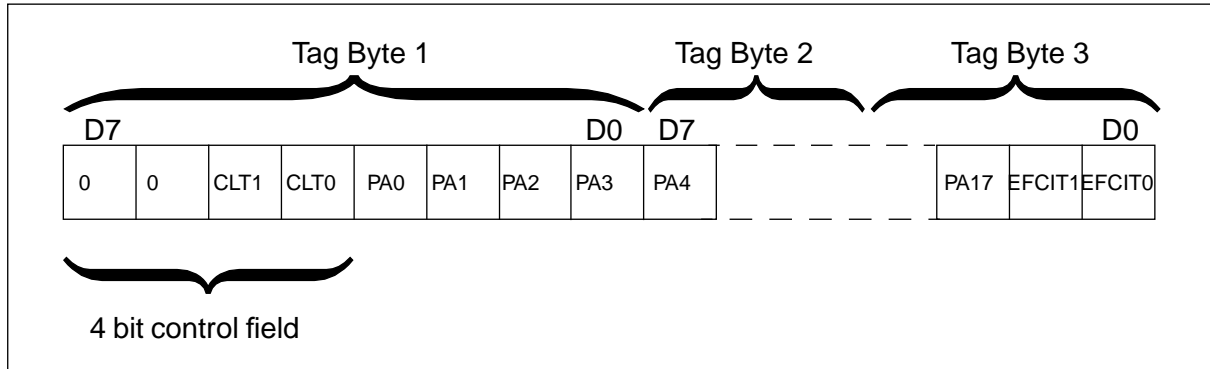 Tag Byte 1 Tag Byte 2 Tag Byte 3
D7 D0 D7 D0
0 0 CLT1 CLT0 PA0 PA1 PA2 PA3 PA4 PA17 EFCIT1 EFCIT0
4 bit control field